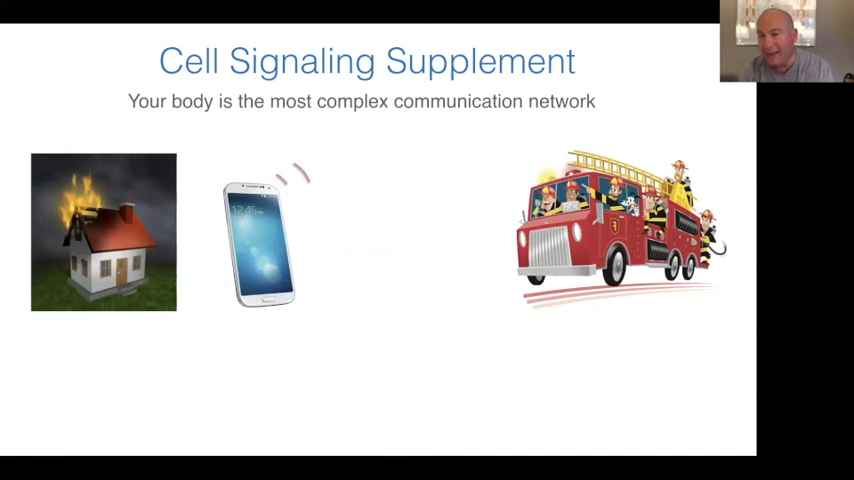 Cell Signaling Supplement
Your body is the most complex communication network
12:45